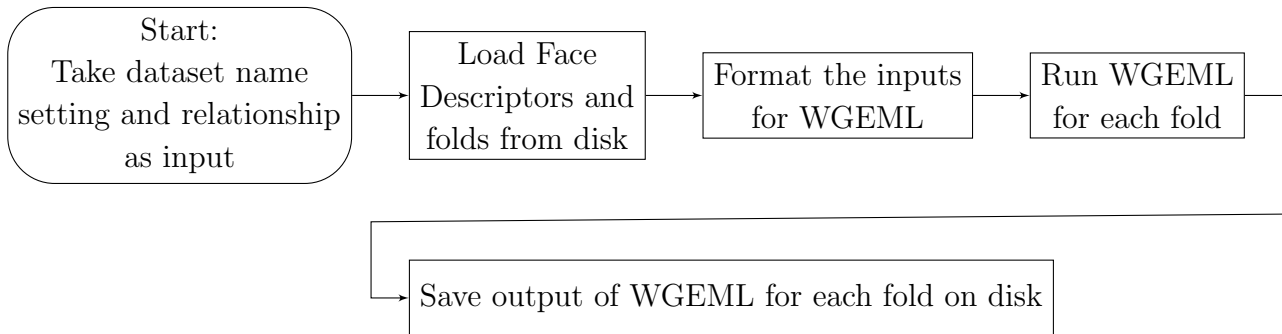 Start:
Take dataset name
setting and relationship
as input
Load Face
Descriptors and
folds from disk
Format the inputs
for WGEML
Run WGEML
for each fold
Save output of WGEML for each fold on disk